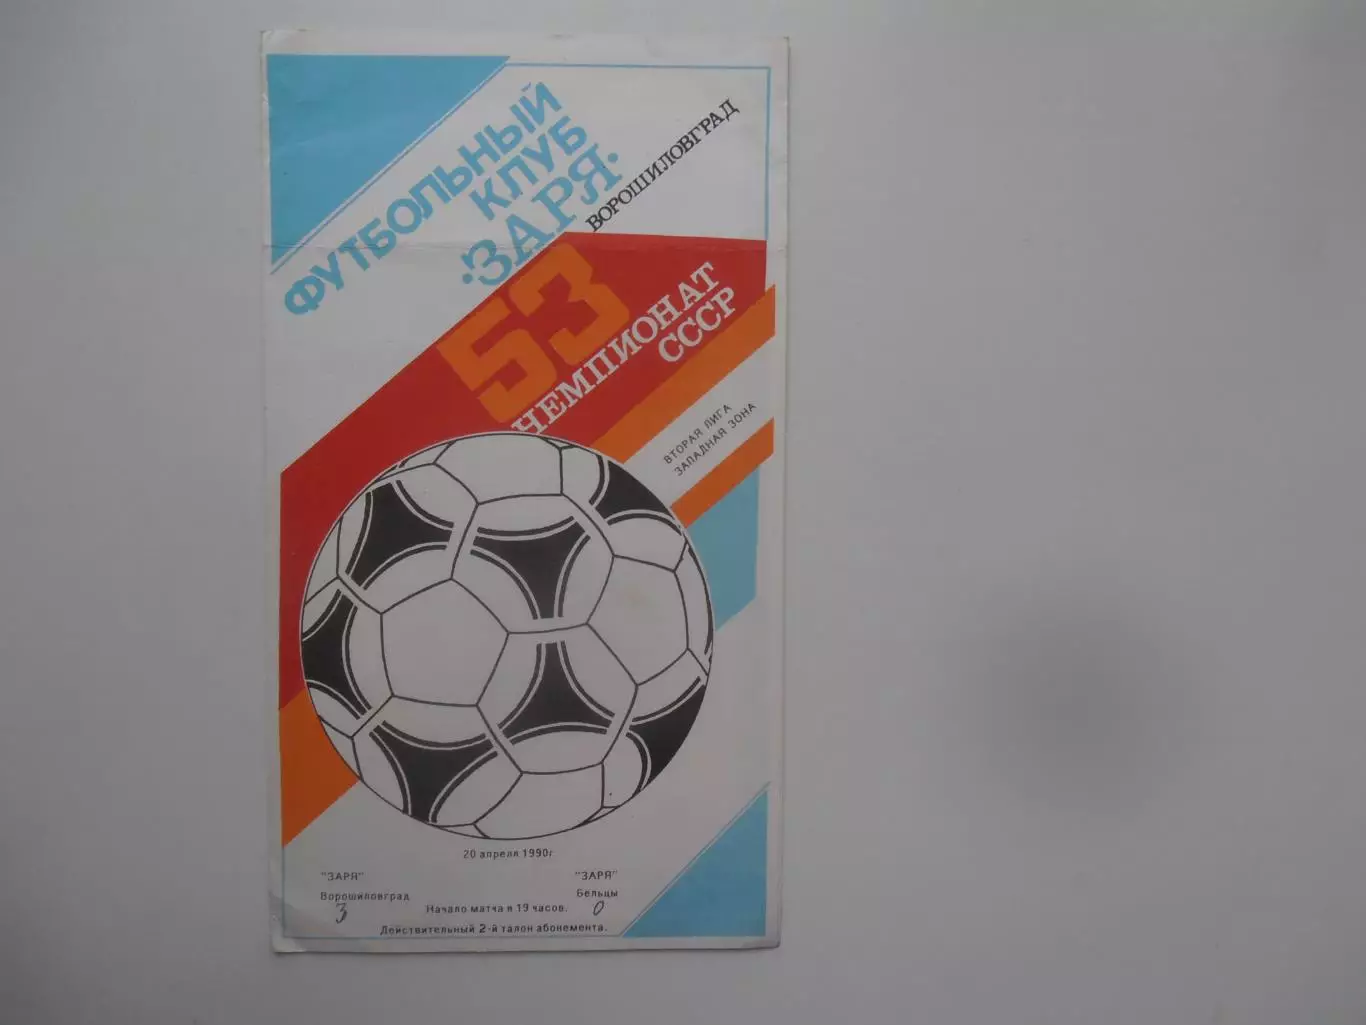 ФУТБОЛЬНЫЙ
КЛУБ
·ЗАРЯ·
ВОРОШИЛОВГРАД
53
ЧЕМПИОНАТ
СССР
ВТОРАЯ ЛИГА
ЗАПАДНАЯ ЗОНА
20 апреля 1990г
"ЗАРЯ" "ЗАРЯ"
Ворошиловград Бельцы
3 Начало матча в 19 часов. 0
Действительный 2-й талон абонемента.